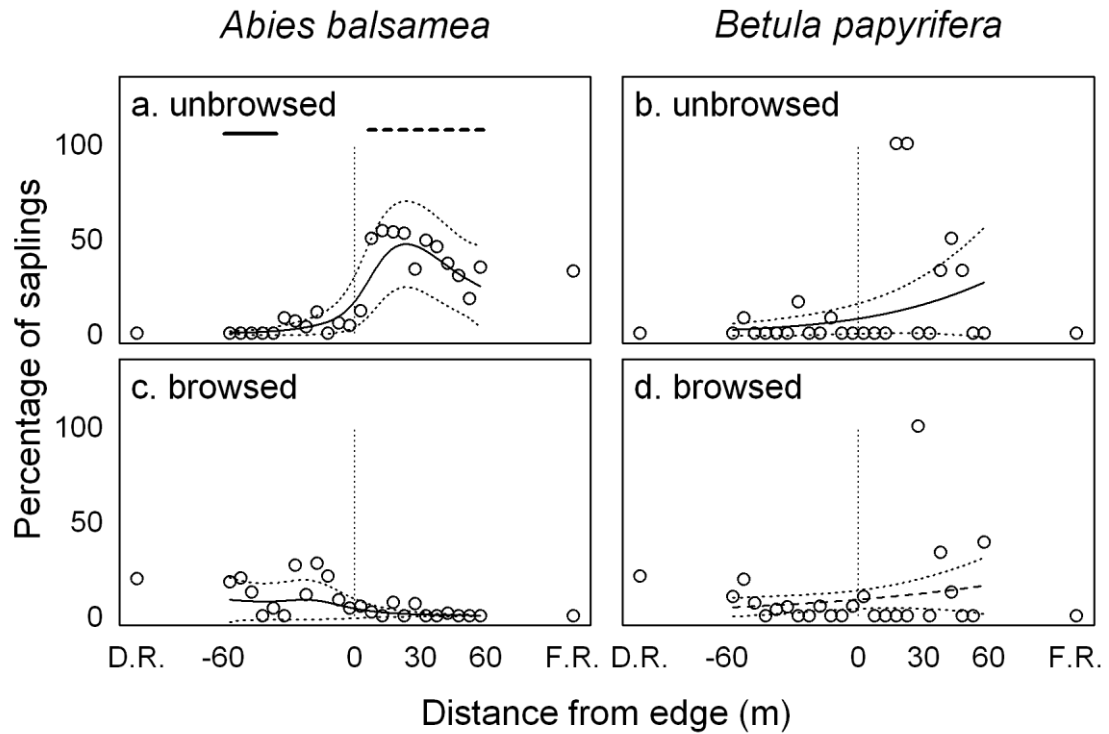 Abies balsamea
Betula papyrifera
a. unbrowsed
b. unbrowsed
100
50
0
c. browsed
d. browsed
100
50
0
Percentage of saplings
D.R. -60 0 30 60 F.R.
D.R. -60 0 30 60 F.R.
Distance from edge (m)